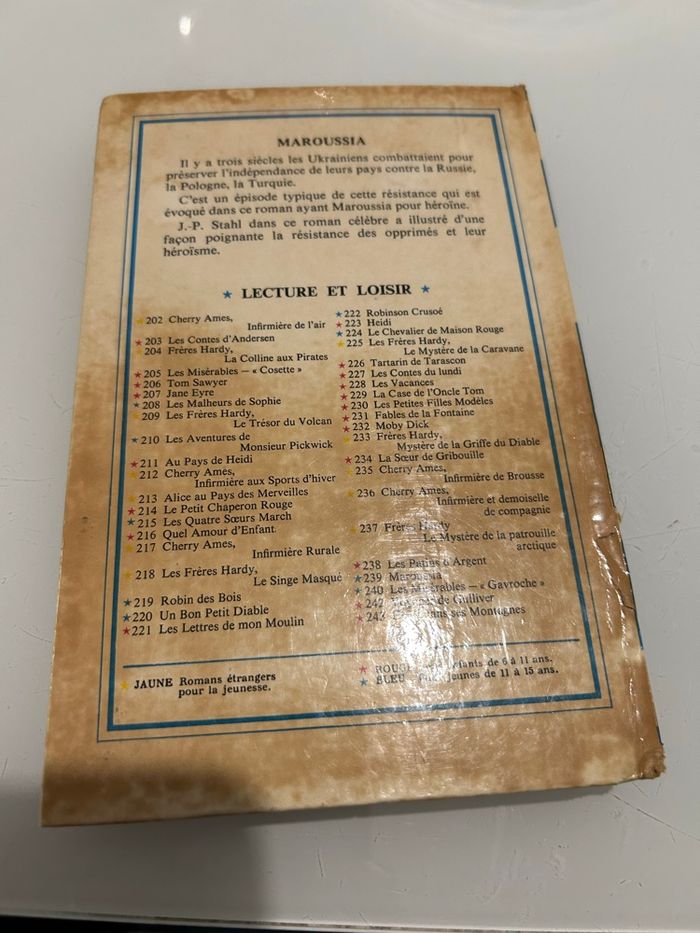 MAROUSSIA
Il y a trois siècles les Ukrainiens combattaient pour
préserver l'indépendance de leurs pays contre la Russie,
la Pologne, la Turquie.
C'est un épisode typique de cette résistance qui est
évoqué dans ce roman ayant Maroussia pour héroïne.
J.-P. Stahl dans ce roman célèbre a illustré d'une
façon poignante la résistance des opprimés et leur
héroïsme.
★ LECTURE ET LOISIR ★
★202 Cherry Ames,
Infirmière de l'air
★203 Les Contes d'Andersen
204 Frères Hardy,
La Colline aux Pirates
★205 Les Misérables — « Cosette »
★206 Tom Sawyer
★207 Jane Eyre
★208 Les Malheurs de Sophie
★209 Les Frères Hardy,
Le Trésor du Volcan
★210 Les Aventures de
Monsieur Pickwick
★211 Au Pays de Heidi
★212 Cherry Ames,
Infirmière aux Sports d'hiver
★213 Alice au Pays des Merveilles
★214 Le Petit Chaperon Rouge
★215 Les Quatre Sœurs March
★216 Quel Amour d'Enfant
★217 Cherry Ames,
Infirmière Rurale
★218 Les Frères Hardy,
Le Singe Masqué
★219 Robin des Bois
★220 Un Bon Petit Diable
★221 Les Lettres de mon Moulin
★222 Robinson Crusoé
★223 Heidi
★224 Le Chevalier de Maison Rouge
★225 Les Frères Hardy,
Le Mystère de la Caravane
★226 Tartarin de Tarascon
★227 Les Contes du lundi
★228 Les Vacances
★229 La Case de l'Oncle Tom
★230 Les Petites Filles Modèles
★231 Fables de la Fontaine
★232 Moby Dick
★233 Frères Hardy,
Mystère de la Griffe du Diable
★234 La Sœur de Gribouille
★235 Cherry Ames,
Infirmière de Brousse
★236 Cherry Ames,
Infirmière et demoiselle
de compagnie
★237 Frères Hardy
Le Mystère de la patrouille
arctique
★238 Les Patins d'Argent
★239 Maroussia
★240 Les Misérables — « Gavroche »
★ Gulliver
★ dans ses Montagnes
★ JAUNE Romans étrangers
pour la jeunesse.
★ ROUGE enfants de 6 à 11 ans.
★ BLEU jeunes de 11 à 15 ans.